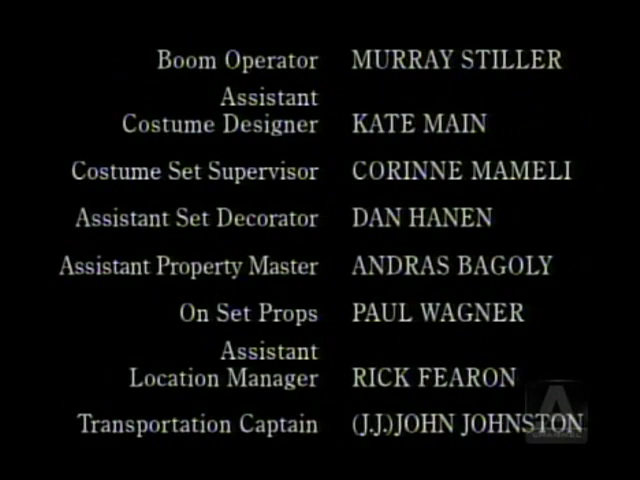 Boom Operator MURRAY STILLER
Assistant
Costume Designer KATE MAIN
Costume Set Supervisor CORINNE MAMELI
Assistant Set Decorator DAN HANEN
Assistant Property Master ANDRAS BAGOLY
On Set Props PAUL WAGNER
Assistant
Location Manager RICK FEARON
Transportation Captain (J.J.)JOHN JOHNSTON
A
CHANNEL